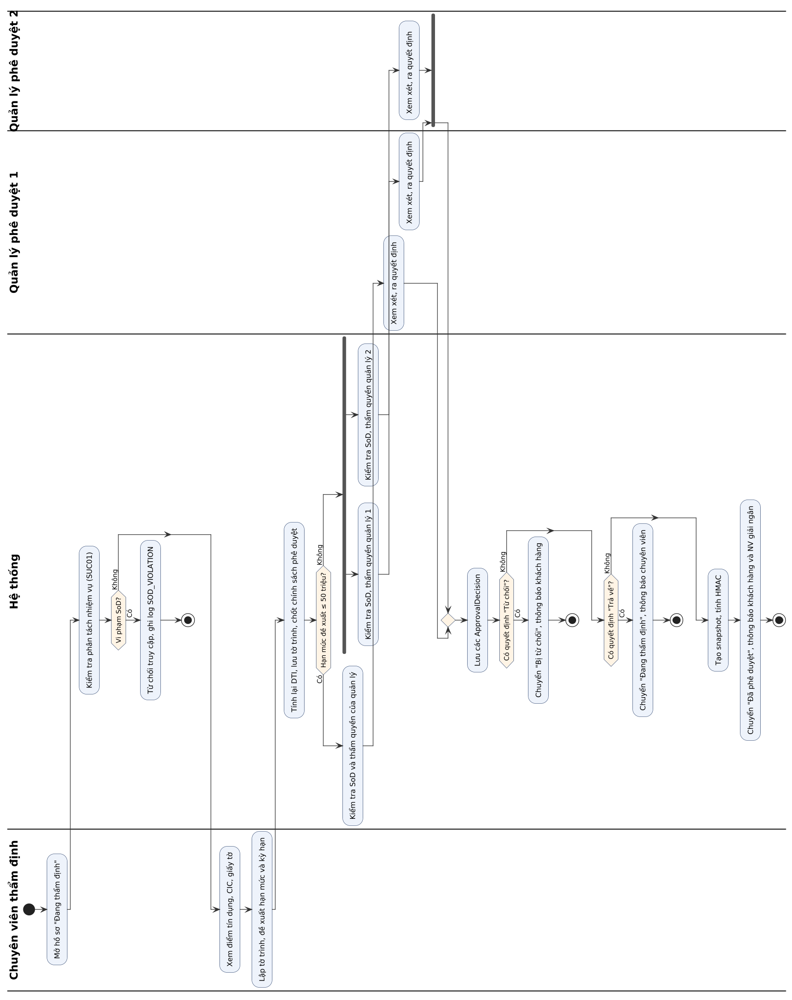 Chuyên viên thẩm định
Hệ thống
Quản lý phê duyệt 1
Quản lý phê duyệt 2
Mở hồ sơ "Đang thẩm định"
Kiểm tra phân tách nhiệm vụ (SUC01)
Vi phạm SoD?
Không
Có
Từ chối truy cập, ghi log SOD_VIOLATION
Xem điểm tín dụng, CIC, giấy tờ
Lập tờ trình, đề xuất hạn mức và kỳ hạn
Tính lại DTI, lưu tờ trình, chốt chính sách phê duyệt
Hạn mức đề xuất ≤ 50 triệu?
Có
Không
Kiểm tra SoD và thẩm quyền của quản lý
Kiểm tra SoD, thẩm quyền quản lý 1
Kiểm tra SoD, thẩm quyền quản lý 2
Xem xét, ra quyết định
Xem xét, ra quyết định
Xem xét, ra quyết định
Lưu các ApprovalDecision
Có quyết định "Từ chối"?
Không
Có
Chuyển "Bị từ chối", thông báo khách hàng
Có quyết định "Trả về"?
Không
Có
Chuyển "Đang thẩm định", thông báo chuyên viên
Tạo snapshot, tính HMAC
Chuyển "Đã phê duyệt", thông báo khách hàng và NV giải ngân